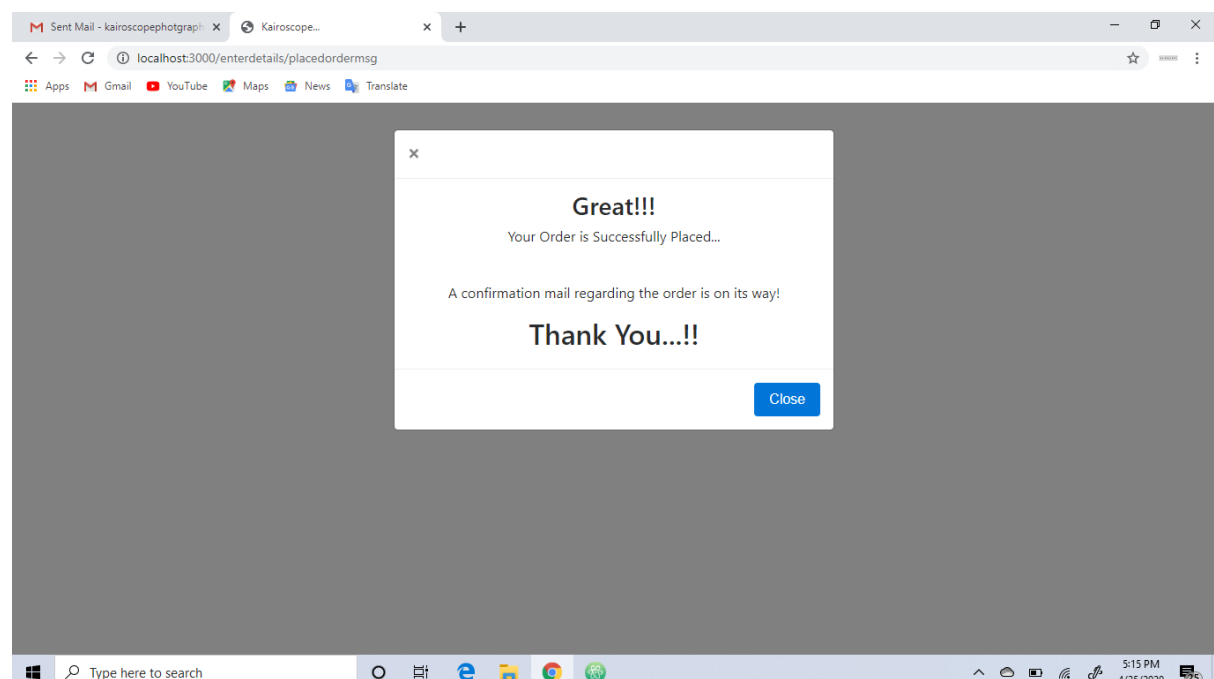 Sent Mail - kairoscopephotgraph
Kairoscope...
localhost:3000/enterdetails/placedordermsg
Apps Gmail YouTube Maps News Translate
×
Great!!!
Your Order is Successfully Placed...
A confirmation mail regarding the order is on its way!
Thank You...!!
Close
Type here to search
5:15 PM